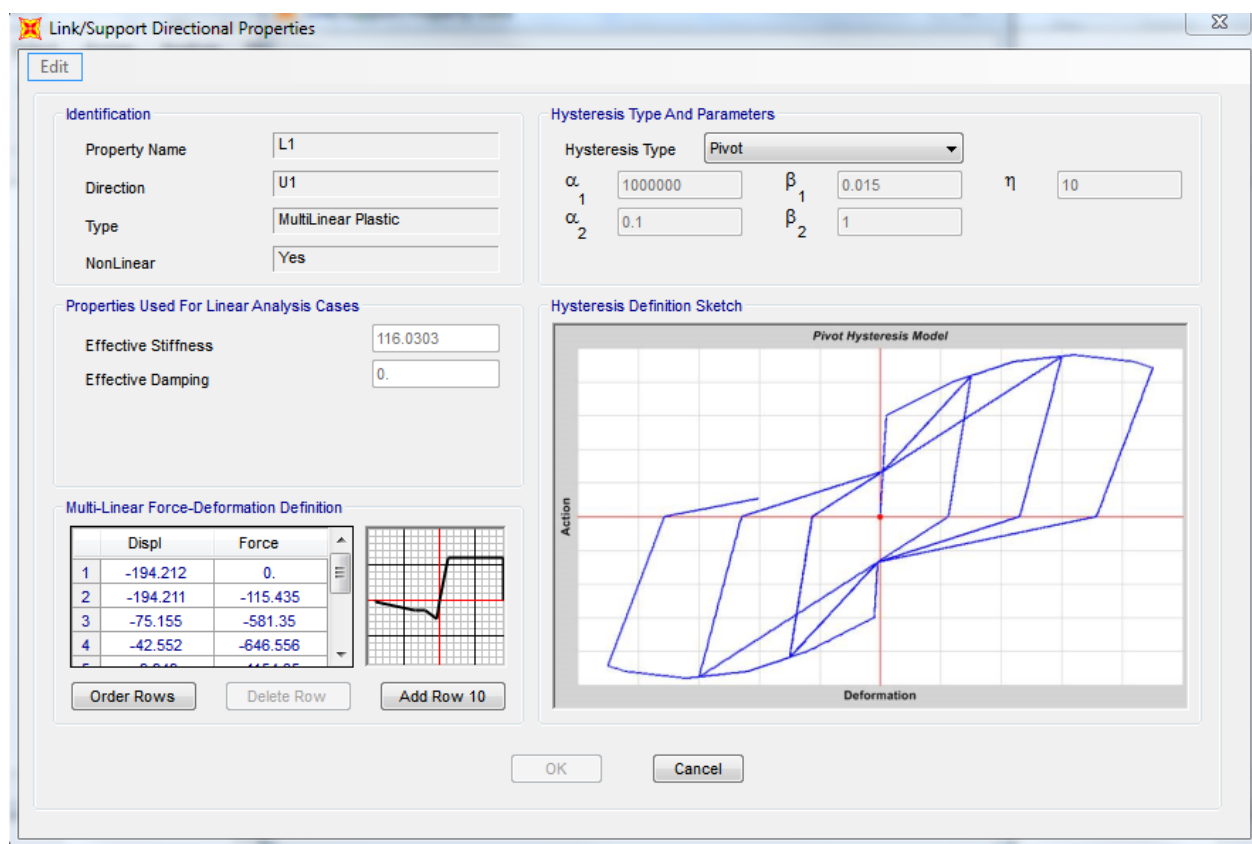 Link/Support Directional Properties
Edit
Identification
Property Name L1
Direction U1
Type MultiLinear Plastic
NonLinear Yes
Hysteresis Type And Parameters
Hysteresis Type Pivot
α1 1000000 β1 0.015 η 10
α2 0.1 β2 1
Properties Used For Linear Analysis Cases
Effective Stiffness 116.0303
Effective Damping 0.
Hysteresis Definition Sketch
Pivot Hysteresis Model
Action
Deformation
Multi-Linear Force-Deformation Definition
Displ Force
1 -194.212 0.
2 -194.211 -115.435
3 -75.155 -581.35
4 -42.552 -646.556
Order Rows Delete Row Add Row 10
OK Cancel